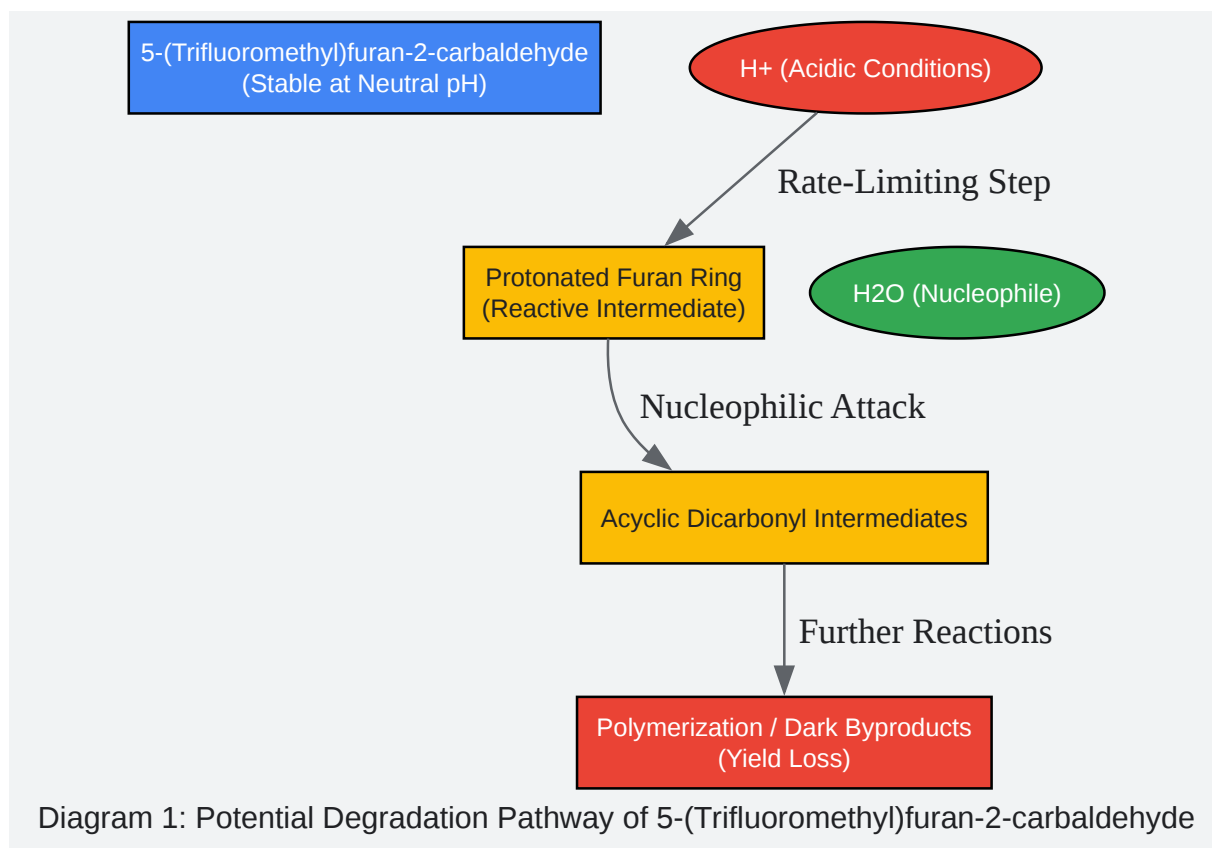 5-(Trifluoromethyl)furan-2-carbaldehyde
(Stable at Neutral pH)
H+ (Acidic Conditions)
Rate-Limiting Step
Protonated Furan Ring
(Reactive Intermediate)
H2O (Nucleophile)
Nucleophilic Attack
Acyclic Dicarbonyl Intermediates
Further Reactions
Polymerization / Dark Byproducts
(Yield Loss)
Diagram 1: Potential Degradation Pathway of 5-(Trifluoromethyl)furan-2-carbaldehyde